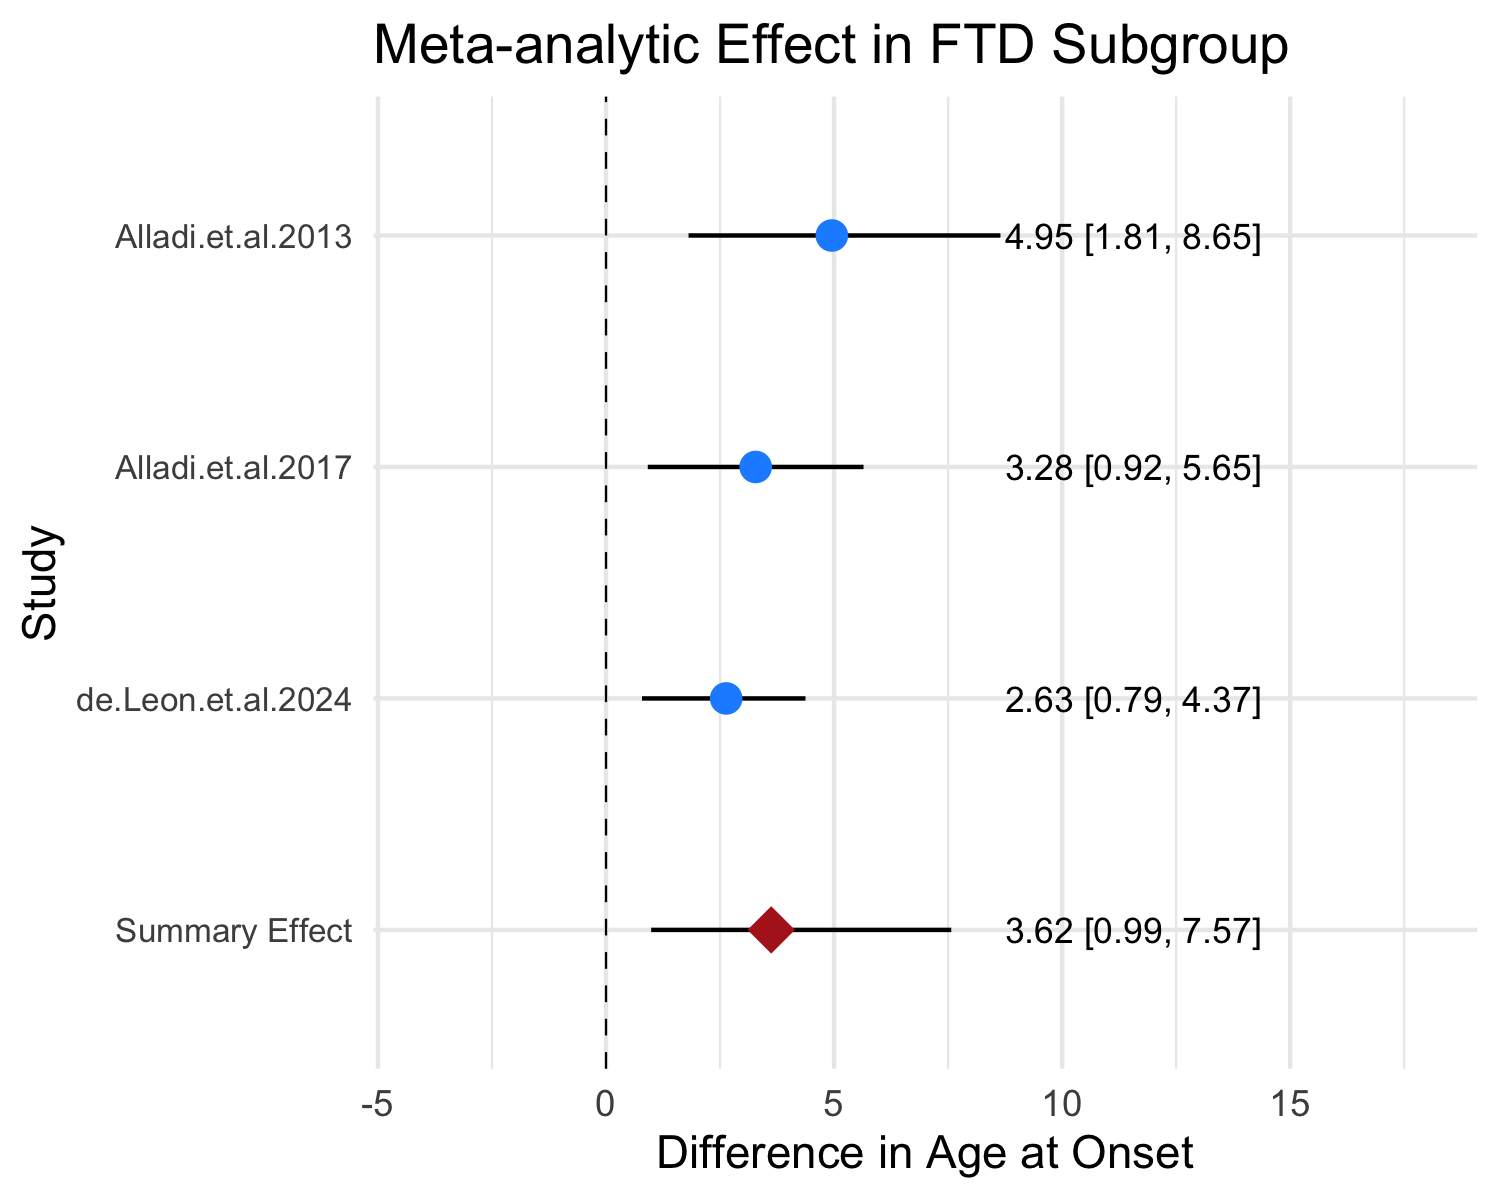 Meta-analytic Effect in FTD Subgroup
Alladi.et.al.2013
4.95 [1.81, 8.65]
Alladi.et.al.2017
3.28 [0.92, 5.65]
Study
de.Leon.et.al.2024
2.63 [0.79, 4.37]
Summary Effect
3.62 [0.99, 7.57]
-5 0 5 10 15
Difference in Age at Onset